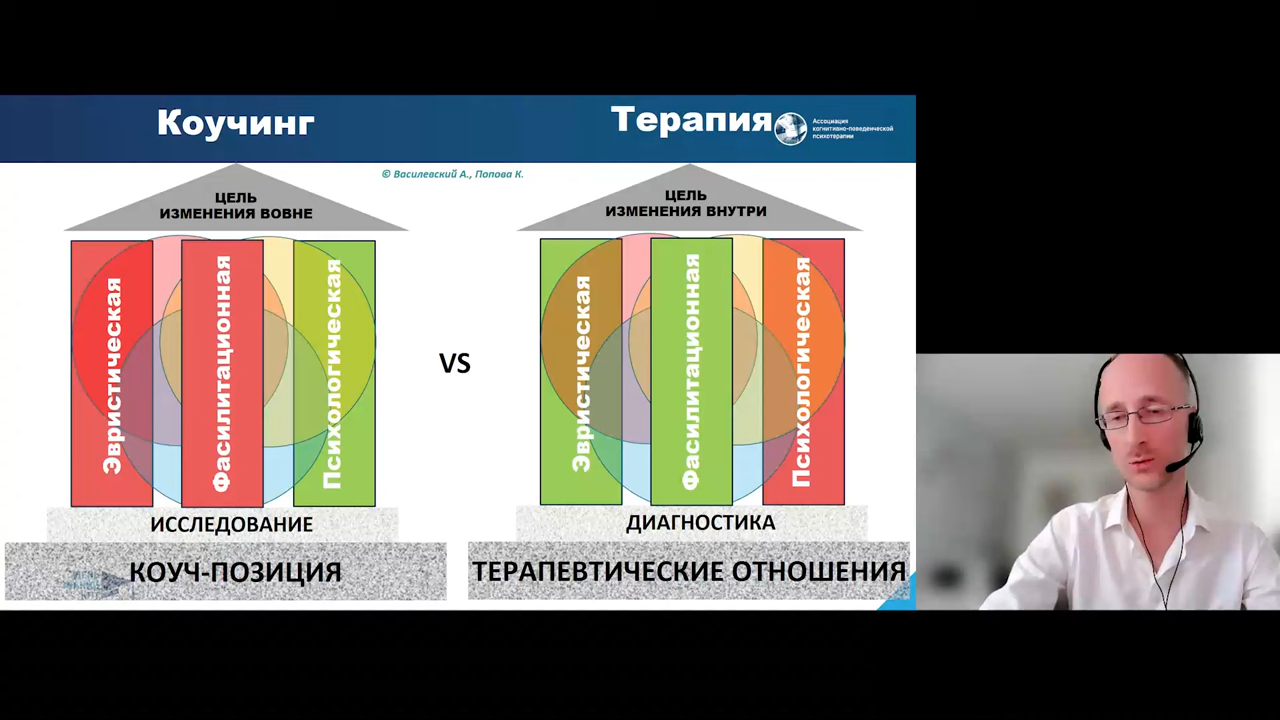 Коучинг
Терапия
Ассоциация
когнитивно-поведенческой
психотерапии
© Василевский А., Попова К.
ЦЕЛЬ
ИЗМЕНЕНИЯ ВОВНЕ
Эвристическая
Фасилитационная
Психологическая
ИССЛЕДОВАНИЕ
КОУЧ-ПОЗИЦИЯ
VS
ЦЕЛЬ
ИЗМЕНЕНИЯ ВНУТРИ
Эвристическая
Фасилитационная
Психологическая
ДИАГНОСТИКА
ТЕРАПЕВТИЧЕСКИЕ ОТНОШЕНИЯ